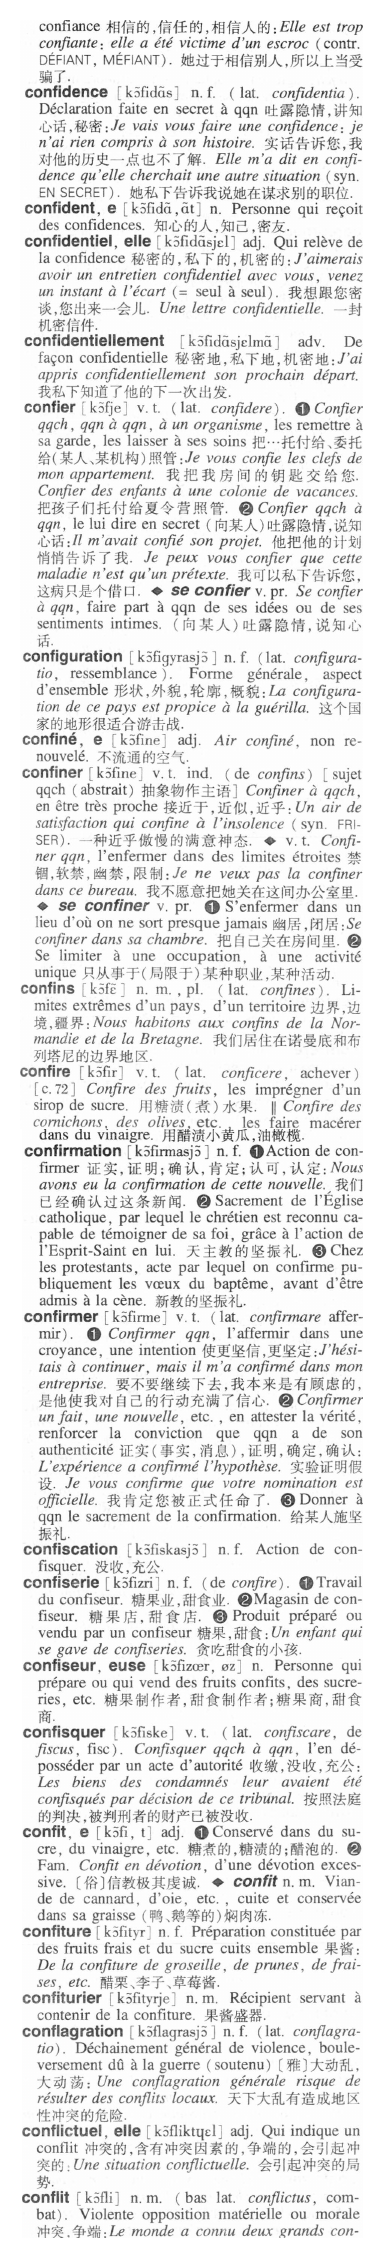 confiance 相信的,信任的,相信人的:Elle est trop
confiante: elle a été victime d'un escroc (contr.
DÉFIANT, MÉFIANT). 她过于相信别人,所以上当受
骗了.
confidence [kɔ̃fidɑ̃s] n. f. (lat. confidentia).
Déclaration faite en secret à qqn 吐露隐情,讲知
心话,秘密:Je vais vous faire une confidence: je
n'ai rien compris à son histoire. 实话告诉您,我
对他的历史一点也不了解. Elle m'a dit en confi-
dence qu'elle cherchait une autre situation (syn.
EN SECRET). 她私下告诉我说她在谋求别的职位.
confident, e [kɔ̃fidɑ̃,ɑ̃t] n. Personne qui reçoit
des confidences. 知心的人,知己,密友.
confidentiel, elle [kɔ̃fidɑ̃sjɛl] adj. Qui relève de
la confidence 秘密的,私下的,机密的:J'aimerais
avoir un entretien confidentiel avec vous, venez
un instant à l'écart (= seul à seul). 我想跟您密
谈,您出来一会儿. Une lettre confidentielle. 一封
机密信件.
confidentiellement [kɔ̃fidɑ̃sjɛlmɑ̃] adv. De
façon confidentielle 秘密地,私下地,机密地:J'ai
appris confidentiellement son prochain départ.
我私下知道了他的下一次出发.
confier [kɔ̃fje] v. t. (lat. confidere). ❶ Confier
qqch, qqn à qqn, à un organisme, les remettre à
sa garde, les laisser à ses soins 把…托付给、委托
给(某人、某机构)照管:Je vous confie les clefs de
mon appartement. 我把我房间的钥匙交给您.
Confier des enfants à une colonie de vacances.
把孩子们托付给夏令营照管. ❷ Confier qqch à
qqn, le lui dire en secret (向某人)吐露隐情,说知
心话:Il m'avait confié son projet. 他把他的计划
悄悄告诉了我. Je peux vous confier que cette
maladie n'est qu'un prétexte. 我可以私下告诉您,
这病只是个借口. ◆ se confier v. pr. Se confier
à qqn, faire part à qqn de ses idées ou de ses
sentiments intimes. (向某人)吐露隐情,说知心
话.
configuration [kɔ̃figyrasjɔ̃] n. f. (lat. configura-
tio, ressemblance). Forme générale, aspect
d'ensemble 形状,外貌,轮廓,概貌:La configura-
tion de ce pays est propice à la guérilla. 这个国
家的地形很适合游击战.
confiné, e [kɔ̃fine] adj. Air confiné, non re-
nouvelé. 不流通的空气.
confiner [kɔ̃fine] v. t. ind. (de confins) [sujet
qqch (abstrait) 抽象物作主语] Confiner à qqch,
en être très proche 接近于,近似,近乎:Un air de
satisfaction qui confine à l'insolence (syn. FRI-
SER). 一种近乎傲慢的满意神态. ◆ v. t. Confi-
ner qqn, l'enfermer dans des limites étroites 禁
锢,软禁,幽禁,限制:Je ne veux pas la confiner
dans ce bureau. 我不愿意把她关在这间办公室里.
◆ se confiner v. pr. ❶ S'enfermer dans un
lieu d'où on ne sort presque jamais 幽居,闭居:Se
confiner dans sa chambre. 把自己关在房间里. ❷
Se limiter à une occupation, à une activité
unique 只从事于(局限于)某种职业,某种活动.
confins [kɔ̃fɛ̃] n. m., pl. (lat. confines). Li-
mites extrêmes d'un pays, d'un territoire 边界,边
境,疆界:Nous habitons aux confins de la Nor-
mandie et de la Bretagne. 我们居住在诺曼底和布
列塔尼的边界地区.
confire [kɔ̃fir] v. t. (lat. conficere, achever)
[c. 72] Confire des fruits, les imprégner d'un
sirop de sucre. 用糖渍(煮)水果. ‖ Confire des
cornichons, des olives, etc. les faire macérer
dans du vinaigre. 用醋渍小黄瓜,油橄榄.
confirmation [kɔ̃firmasjɔ̃] n. f. ❶Action de con-
firmer 证实,证明;确认,肯定;认可,认定:Nous
avons eu la confirmation de cette nouvelle. 我们
已经确认过这条新闻. ❷ Sacrement de l'Église
catholique, par lequel le chrétien est reconnu ca-
pable de témoigner de sa foi, grâce à l'action de
l'Esprit-Saint en lui. 天主教的坚振礼. ❸ Chez
les protestants, acte par lequel on confirme pu-
bliquement les vœux du baptême, avant d'être
admis à la cène. 新教的坚振礼.
confirmer [kɔ̃firme] v. t. (lat. confirmare affer-
mir). ❶ Confirmer qqn, l'affermir dans une
croyance, une intention 使更坚信,更坚定:J'hési-
tais à continuer, mais il m'a confirmé dans mon
entreprise. 要不要继续下去,我本来是有顾虑的,
是他使我对自己的行动充满了信心. ❷ Confirmer
un fait, une nouvelle, etc., en attester la vérité,
renforcer la conviction que qqn a de son
authenticité 证实(事实,消息),证明,确定,确认:
L'expérience a confirmé l'hypothèse. 实验证明假
设. Je vous confirme que votre nomination est
officielle. 我肯定您被正式任命了. ❸ Donner à
qqn le sacrement de la confirmation. 给某人施坚
振礼.
confiscation [kɔ̃fiskasjɔ̃] n. f. Action de con-
fisquer. 没收,充公.
confiserie [kɔ̃fizri] n. f. (de confire). ❶Travail
du confiseur. 糖果业,甜食业. ❷Magasin de con-
fiseur. 糖果店,甜食店. ❸ Produit préparé ou
vendu par un confiseur 糖果,甜食:Un enfant qui
se gave de confiseries. 贪吃甜食的小孩.
confiseur, euse [kɔ̃fizœr, øz] n. Personne qui
prépare ou qui vend des fruits confits, des sucre-
ries, etc. 糖果制作者,甜食制作者;糖果商,甜食
商.
confisquer [kɔ̃fiske] v. t. (lat. confiscare, de
fiscus, fisc). Confisquer qqch à qqn, l'en dé-
posséder par un acte d'autorité 收缴,没收,充公:
Les biens des condamnés leur avaient été
confisqués par décision de ce tribunal. 按照法庭
的判决,被判刑者的财产已被没收.
confit, e [kɔ̃fi, t] adj. ❶ Conservé dans du su-
cre, du vinaigre, etc. 糖煮的,糖渍的;醋泡的. ❷
Fam. Confit en dévotion, d'une dévotion exces-
sive. 〔俗〕信教极其虔诚. ◆ confit n. m. Vian-
de de cannard, d'oie, etc., cuite et conservée
dans sa graisse (鸭、鹅等的)焖肉冻.
confiture [kɔ̃fityr] n. f. Préparation constituée par
des fruits frais et du sucre cuits ensemble 果酱:
De la confiture de groseille, de prunes, de frai-
ses, etc. 醋栗、李子、草莓酱.
confiturier [kɔ̃fityrje] n. m. Récipient servant à
contenir de la confiture. 果酱盛器.
conflagration [kɔ̃flagrasjɔ̃] n. f. (lat. conflagra-
tio). Déchaînement général de violence, boule-
versement dû à la guerre (soutenu) [雅]大动乱,
大动荡: Une conflagration générale risque de
résulter des conflits locaux. 天下大乱有造成地区
性冲突的危险.
conflictuel, elle [kɔ̃fliktɥɛl] adj. Qui indique un
conflit 冲突的,含有冲突因素的,争端的,会引起冲
突的:Une situation conflictuelle. 会引起冲突的局
势.
conflit [kɔ̃fli] n. m. (bas lat. conflictus, com-
bat). Violente opposition matérielle ou morale
冲突,争端:Le monde a connu deux grands con-